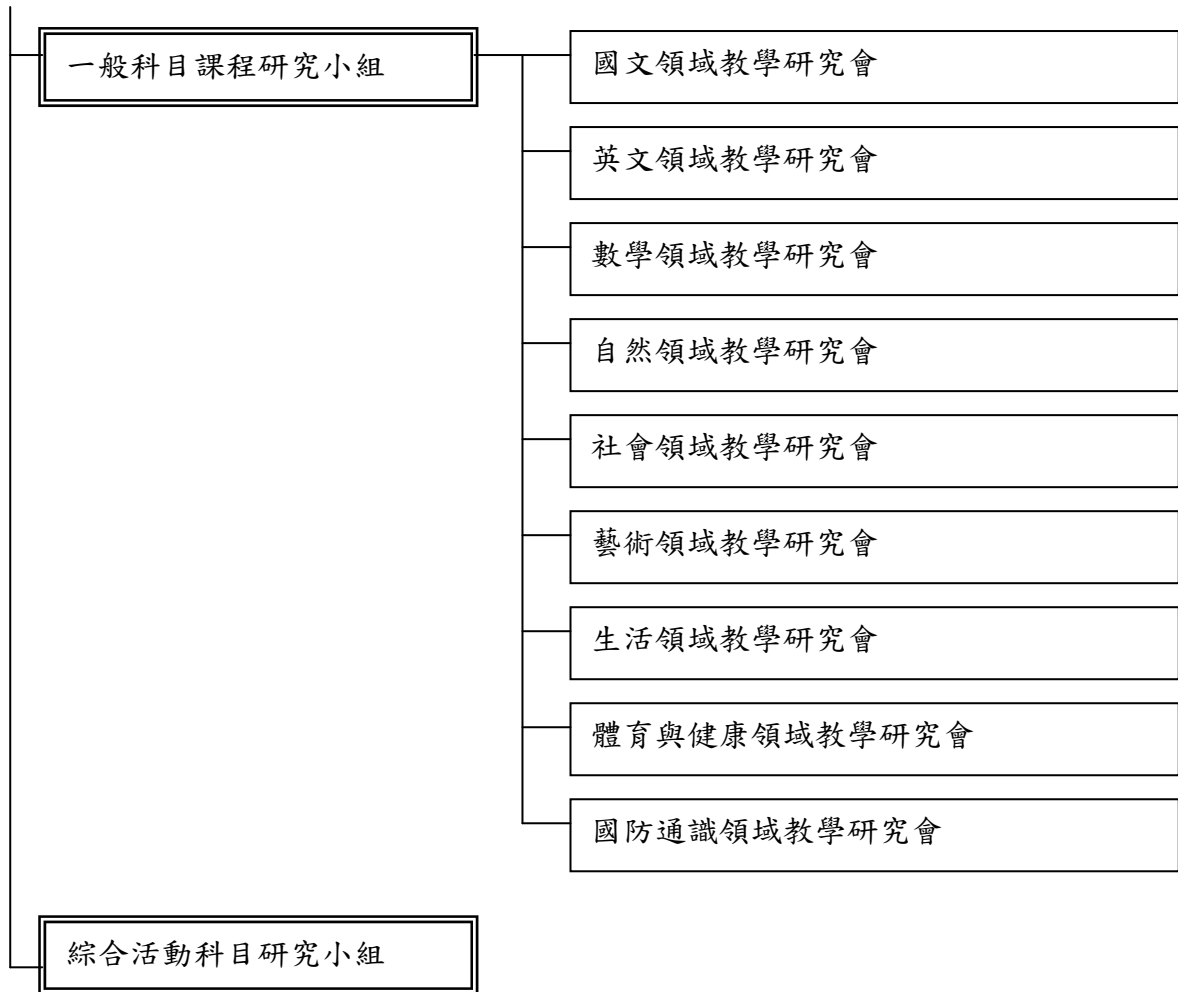 一般科目課程研究小組
國文領域教學研究會
英文領域教學研究會
數學領域教學研究會
自然領域教學研究會
社會領域教學研究會
藝術領域教學研究會
生活領域教學研究會
體育與健康領域教學研究會
國防通識領域教學研究會
綜合活動科目研究小組